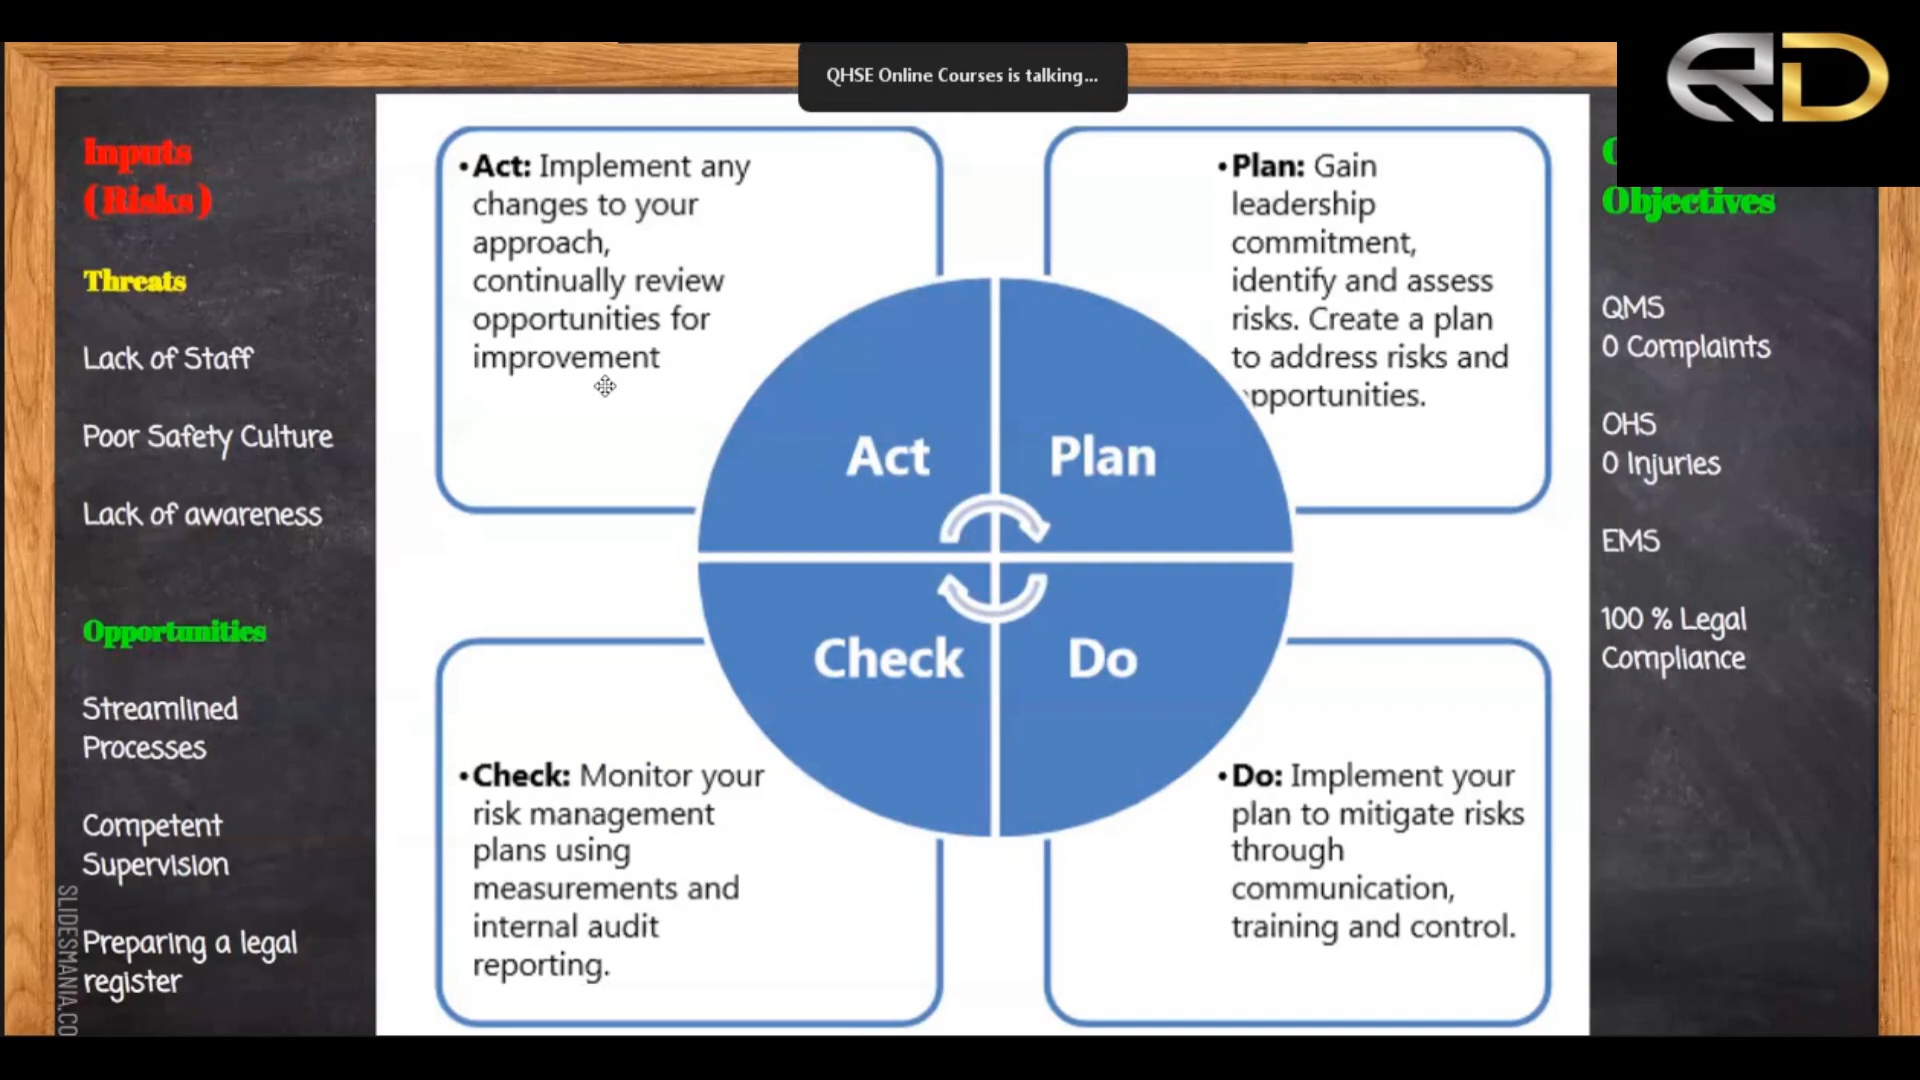 QHSE Online Courses is talking...
Inputs
(Risks)
Threats
Lack of Staff
Poor Safety Culture
Lack of awareness
Opportunities
Streamlined
Processes
Competent
Supervision
Preparing a legal
register
SLIDESMANIA.CO
•Act: Implement any
changes to your
approach,
continually review
opportunities for
improvement
•Plan: Gain
leadership
commitment,
identify and assess
risks. Create a plan
to address risks and
opportunities.
Act
Plan
Check
Do
•Check: Monitor your
risk management
plans using
measurements and
internal audit
reporting.
•Do: Implement your
plan to mitigate risks
through
communication,
training and control.
Objectives
QMS
0 Complaints
OHS
0 Injuries
EMS
100 % Legal
Compliance